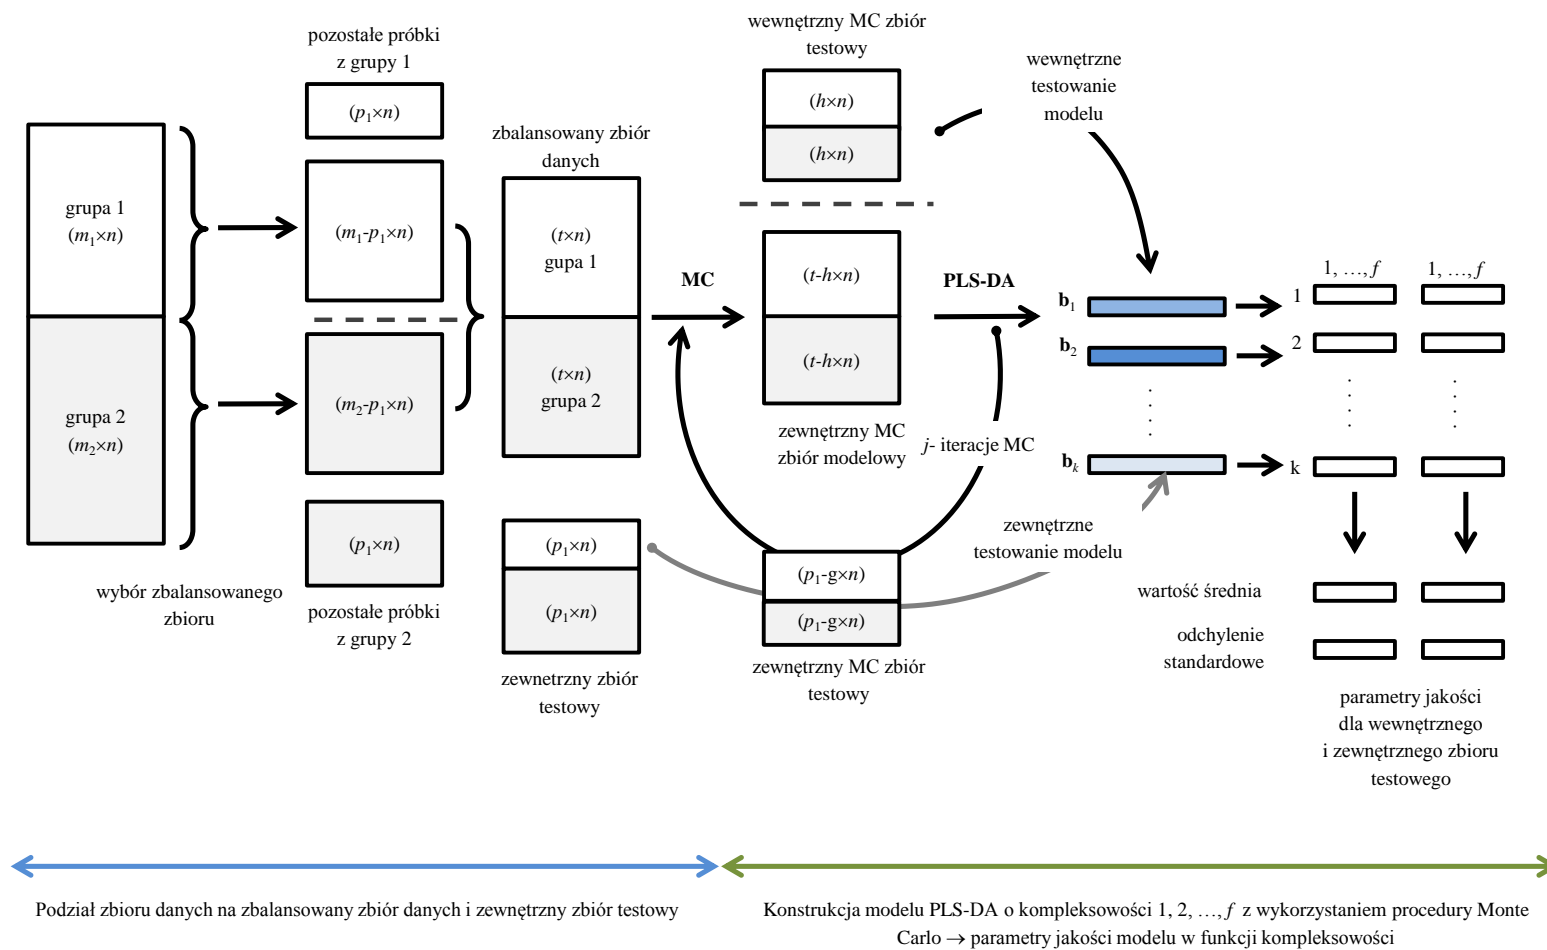 pozostałe próbki
z grupy 1
(p₁×n)
grupa 1
(m₁×n)
grupa 2
(m₂×n)
wybór zbalansowanego
zbioru
(m₁-p₁×n)
(m₂-p₁×n)
(p₁×n)
pozostałe próbki
z grupy 2
zbalansowany zbiór
danych
(t×n)
gupa 1
(t×n)
grupa 2
(p₁×n)
(p₁×n)
zewnetrzny zbiór
testowy
MC
wewnętrzny MC zbiór
testowy
(h×n)
(h×n)
(t-h×n)
(t-h×n)
zewnętrzny MC
zbiór modelowy
j- iteracje MC
(p₁-g×n)
(p₁-g×n)
zewnętrzny MC zbiór
testowy
PLS-DA
wewnętrzne
testowanie
modelu
zewnętrzne
testowanie modelu
b₁
b₂
bₖ
1, …, f
1, …, f
1
2
k
wartość średnia
odchylenie
standardowe
parametry jakości
dla wewnętrznego
i zewnętrznego zbioru
testowego
Podział zbioru danych na zbalansowany zbiór danych i zewnętrzny zbiór testowy
Konstrukcja modelu PLS-DA o kompleksowości 1, 2, …, f z wykorzystaniem procedury Monte
Carlo → parametry jakości modelu w funkcji kompleksowości